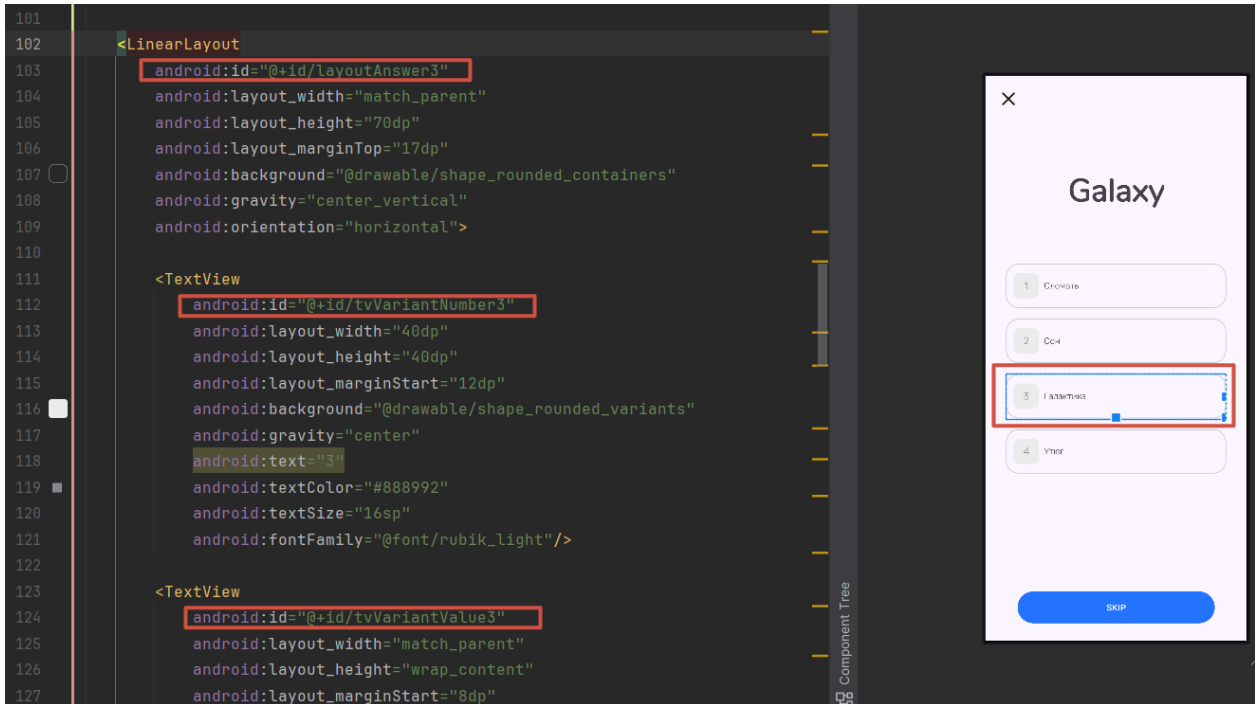 101
102 <LinearLayout
103 android:id="@+id/layoutAnswer3"
104 android:layout_width="match_parent"
105 android:layout_height="70dp"
106 android:layout_marginTop="17dp"
107 android:background="@drawable/shape_rounded_containers"
108 android:gravity="center_vertical"
109 android:orientation="horizontal">
110
111 <TextView
112 android:id="@+id/tvVariantNumber3"
113 android:layout_width="40dp"
114 android:layout_height="40dp"
115 android:layout_marginStart="12dp"
116 android:background="@drawable/shape_rounded_variants"
117 android:gravity="center"
118 android:text="3"
119 android:textColor="#888992"
120 android:textSize="16sp"
121 android:fontFamily="@font/rubik_light"/>
122
123 <TextView
124 android:id="@+id/tvVariantValue3"
125 android:layout_width="match_parent"
126 android:layout_height="wrap_content"
127 android:layout_marginStart="8dp"
Component Tree
Galaxy
1 Сломать
2 Сон
3 Галактика
4 Утюг
SKIP